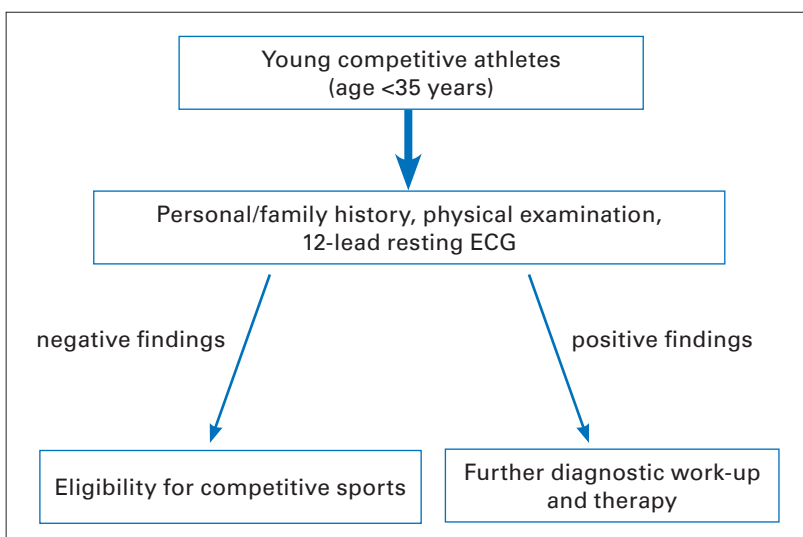 Young competitive athletes
(age <35 years)
Personal/family history, physical examination,
12-lead resting ECG
negative findings
positive findings
Eligibility for competitive sports
Further diagnostic work-up
and therapy